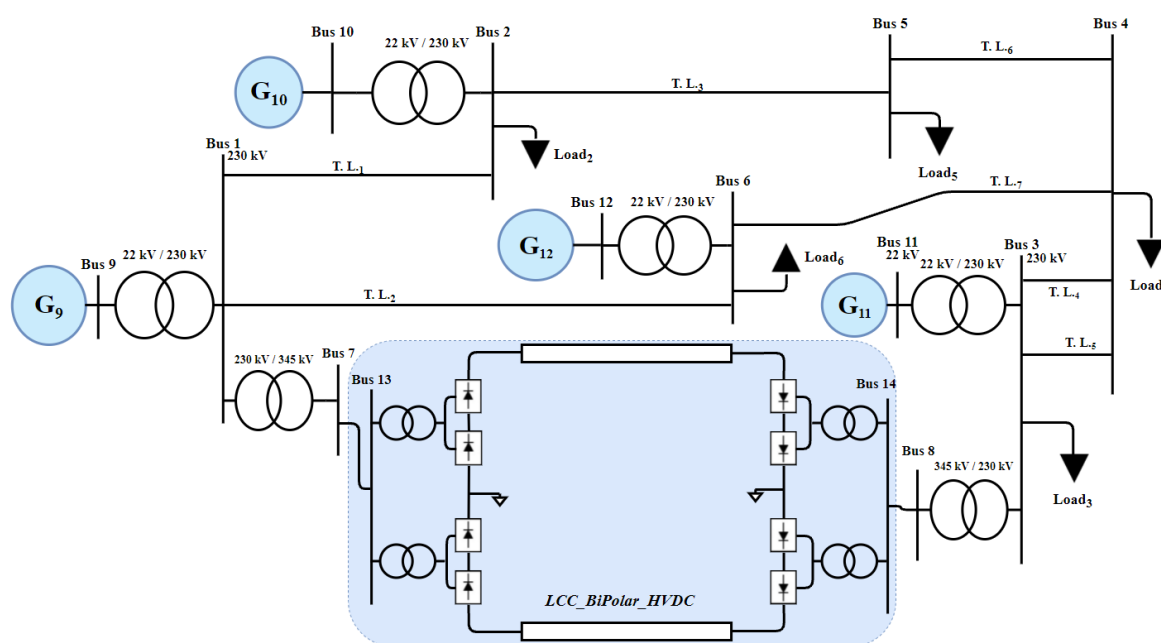 Bus 10
22 kV / 230 kV
Bus 2
Bus 5
Bus 4
T. L.6
G10
T. L.3
Bus 1
230 kV
Load2
T. L.1
Load5
Bus 12
22 kV / 230 kV
Bus 6
T. L.7
G12
Bus 9
22 kV / 230 kV
Load6
Bus 11
22 kV
22 kV / 230 kV
Bus 3
230 kV
Load
G9
T. L.2
G11
T. L.4
T. L.5
230 kV / 345 kV
Bus 7
Bus 13
Bus 14
Bus 8
345 kV / 230 kV
Load3
LCC_BiPolar_HVDC